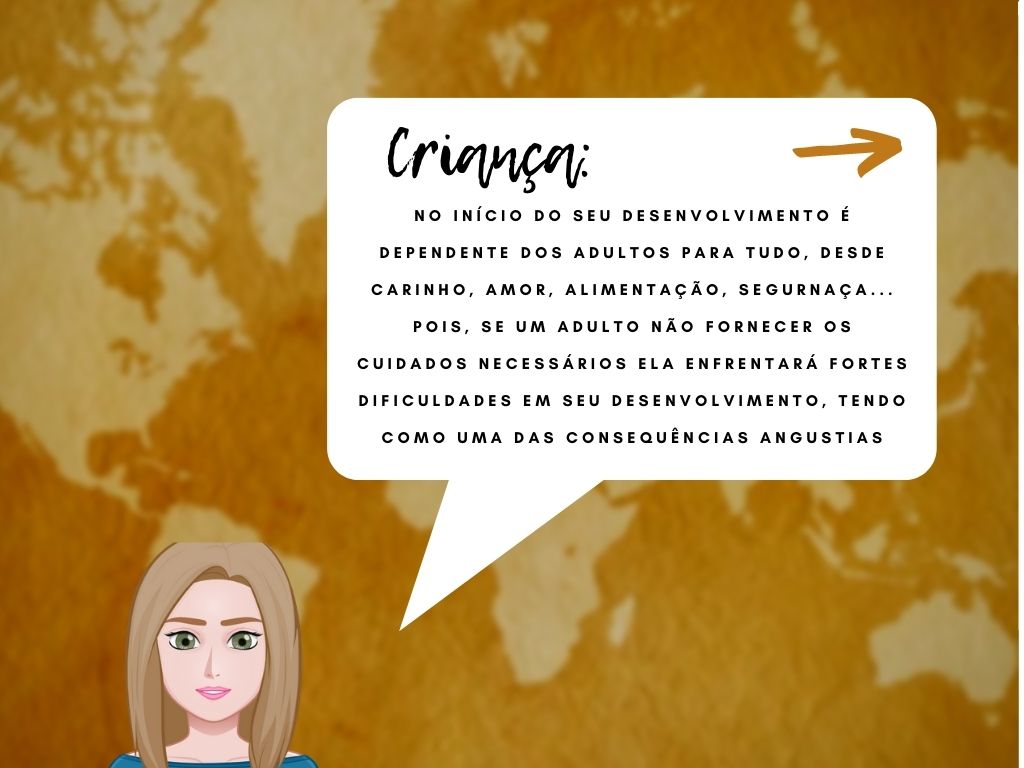 Criança:
NO INÍCIO DO SEU DESENVOLVIMENTO É
DEPENDENTE DOS ADULTOS PARA TUDO, DESDE
CARINHO, AMOR, ALIMENTAÇÃO, SEGURNAÇA...
POIS, SE UM ADULTO NÃO FORNECER OS
CUIDADOS NECESSÁRIOS ELA ENFRENTARÁ FORTES
DIFICULDADES EM SEU DESENVOLVIMENTO, TENDO
COMO UMA DAS CONSEQUÊNCIAS ANGUSTIAS